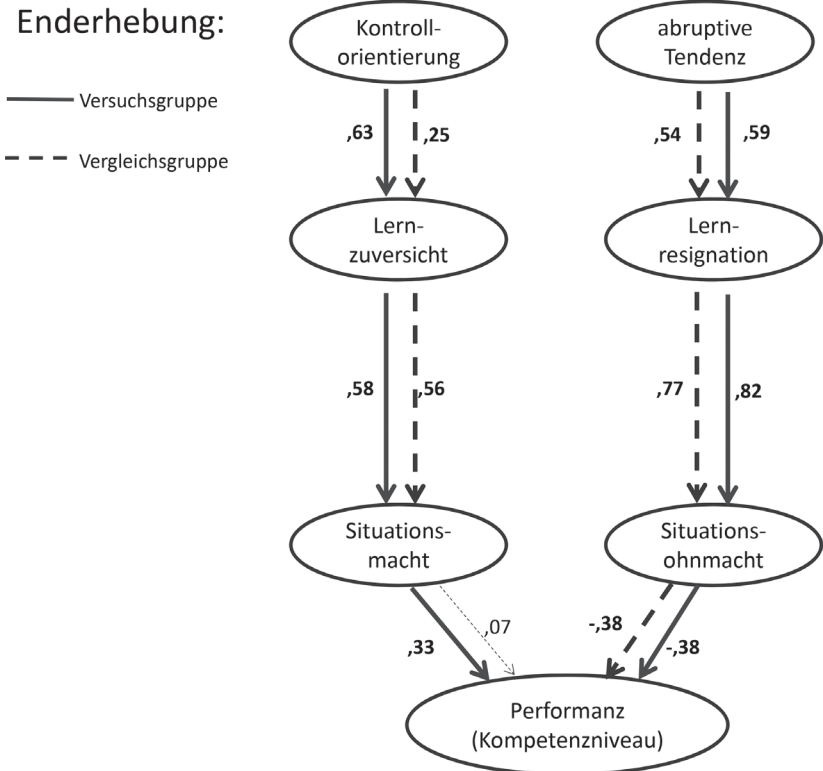 Enderhebung:
Versuchsgruppe
Vergleichsgruppe
Kontroll-
orientierung
abruptive
Tendenz
,63
,25
,54
,59
Lern-
zuversicht
Lern-
resignation
,58
,56
,77
,82
Situations-
macht
Situations-
ohnmacht
,33
,07
-,38
-,38
Performanz
(Kompetenzniveau)